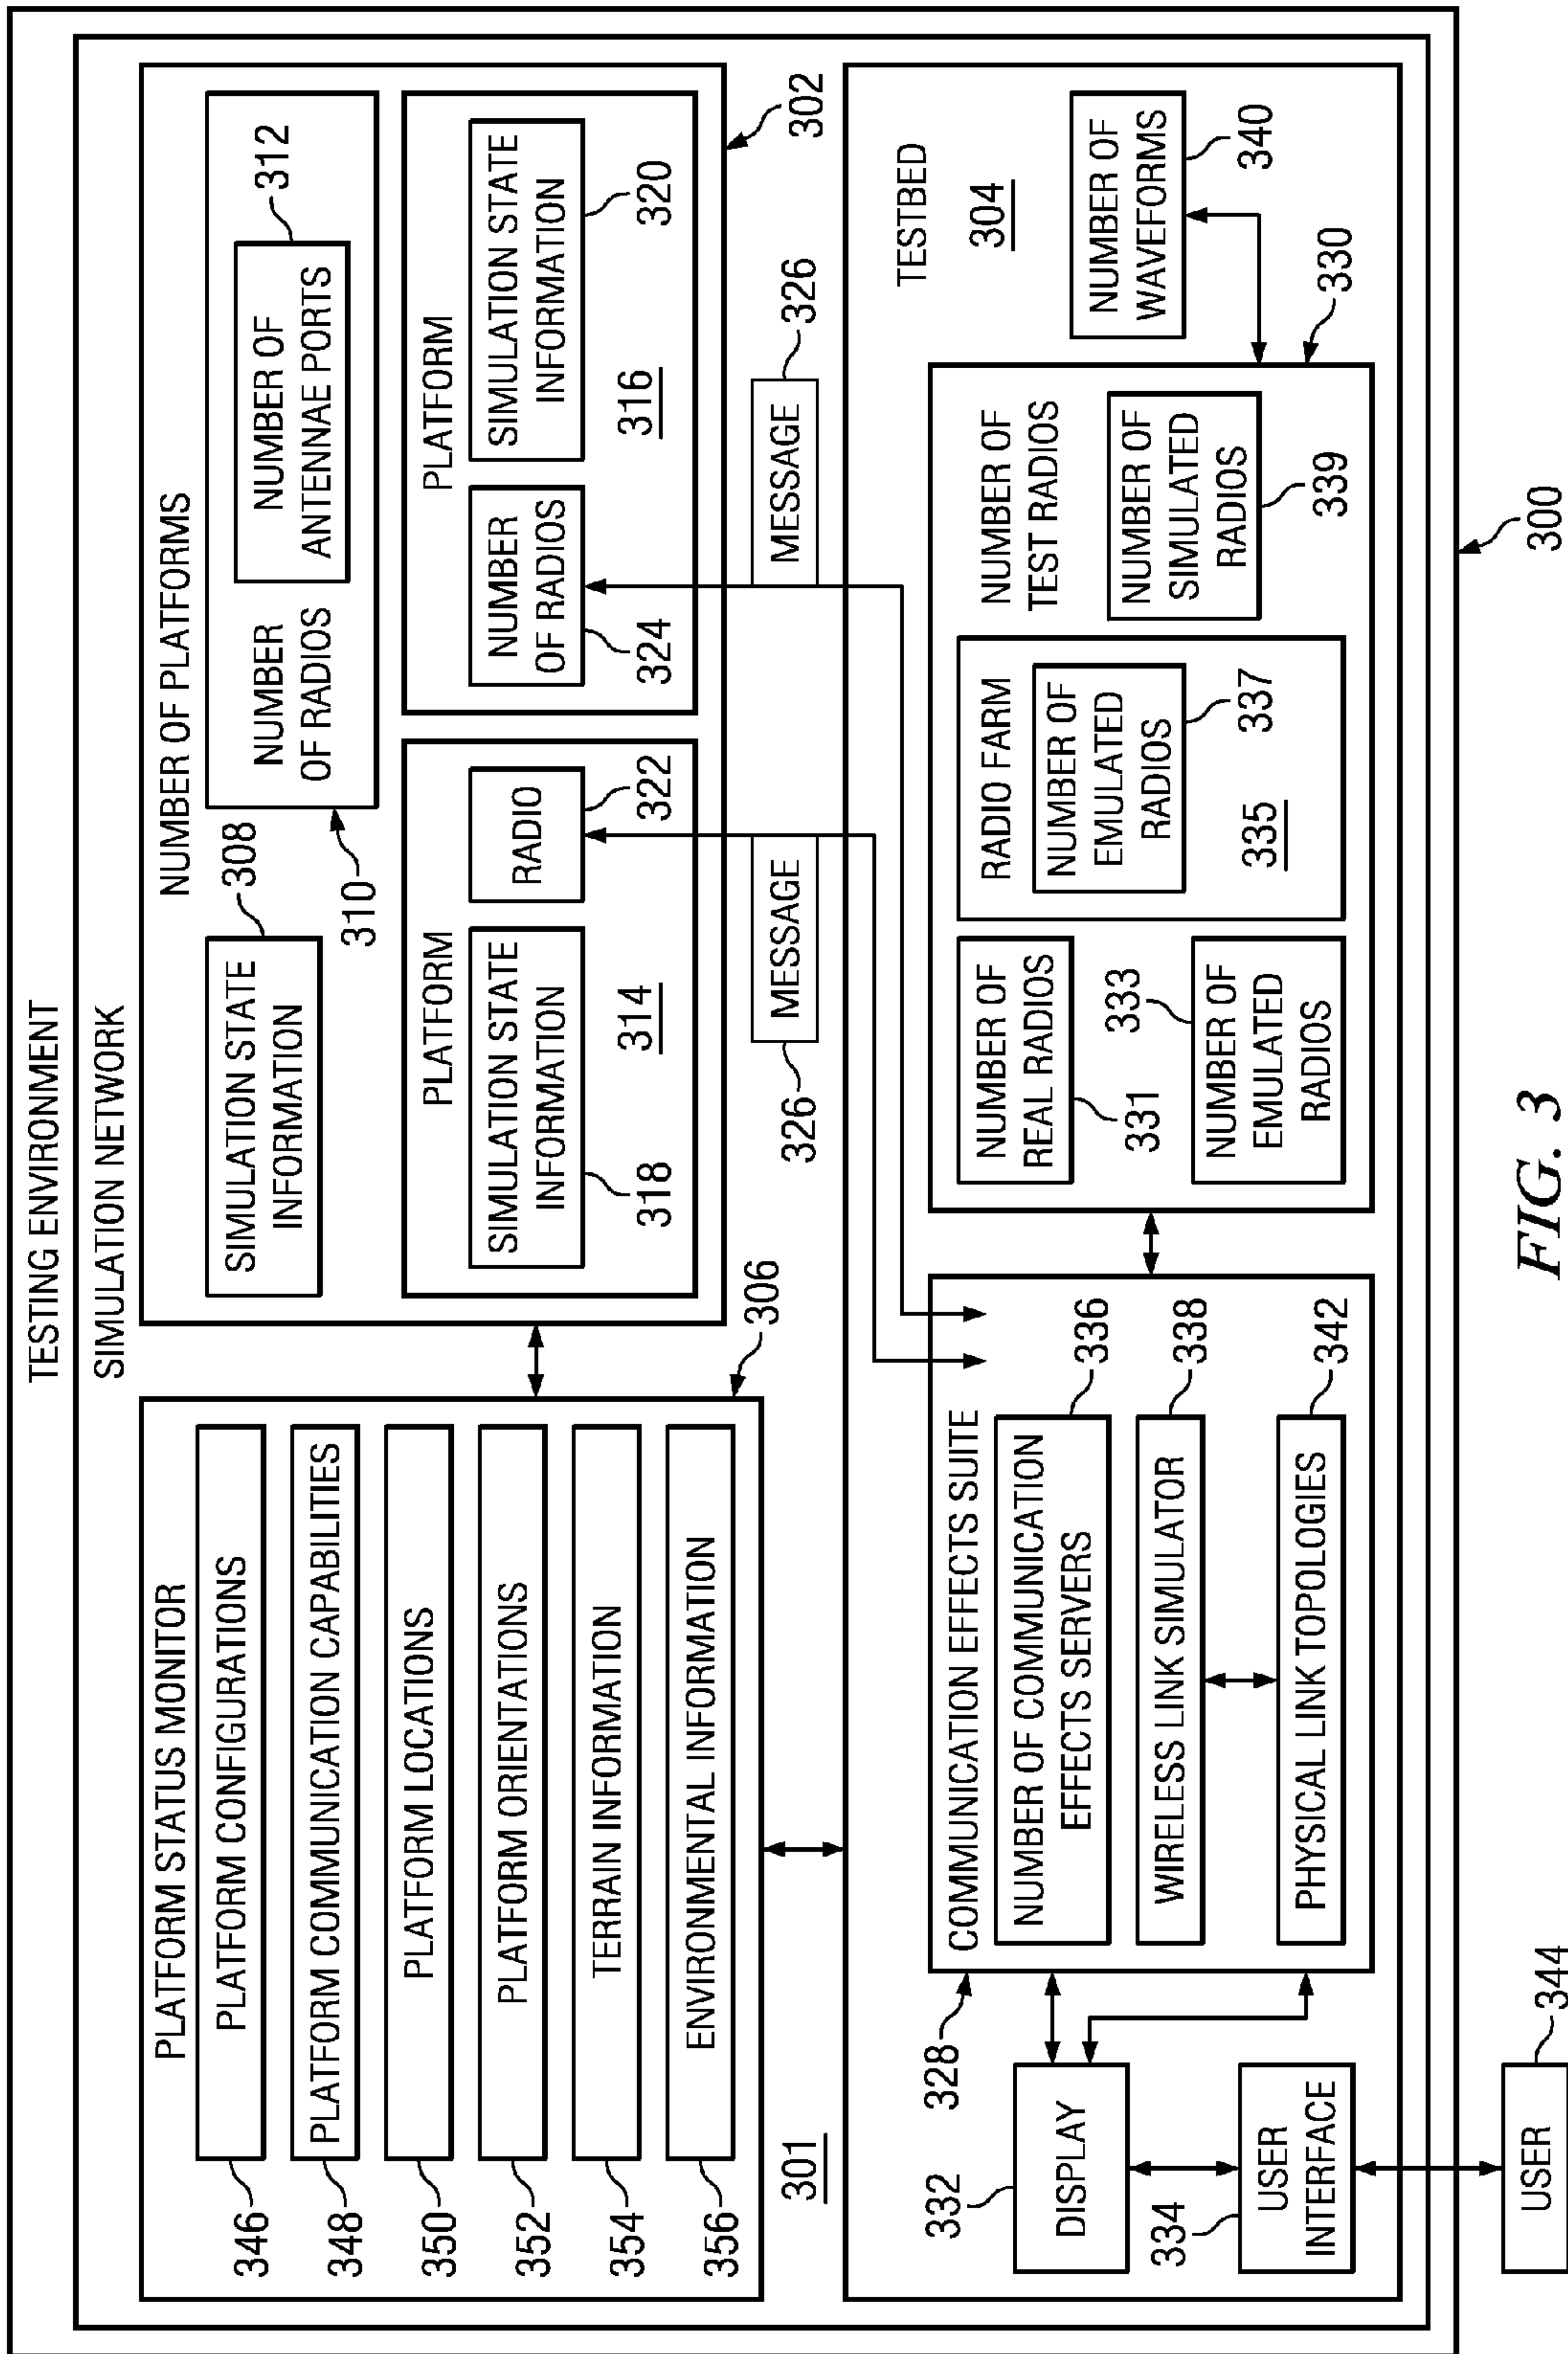 TESTING ENVIRONMENT
SIMULATION NETWORK
PLATFORM STATUS MONITOR
346
PLATFORM CONFIGURATIONS
348
PLATFORM COMMUNICATION CAPABILITIES
350
PLATFORM LOCATIONS
352
PLATFORM ORIENTATIONS
354
TERRAIN INFORMATION
356
ENVIRONMENTAL INFORMATION
306
301
NUMBER OF PLATFORMS
308
SIMULATION STATE
INFORMATION
310
NUMBER
OF RADIOS
NUMBER OF
ANTENNAE PORTS
312
PLATFORM
SIMULATION STATE
INFORMATION
318
314
RADIO
322
PLATFORM
NUMBER
OF RADIOS
324
SIMULATION STATE
INFORMATION
316
320
302
MESSAGE
326
MESSAGE
326
TESTBED
304
328
COMMUNICATION EFFECTS SUITE
NUMBER OF COMMUNICATION
EFFECTS SERVERS
336
WIRELESS LINK SIMULATOR
338
PHYSICAL LINK TOPOLOGIES
342
332
DISPLAY
334
USER
INTERFACE
NUMBER OF
REAL RADIOS
331
333
NUMBER OF
EMULATED
RADIOS
RADIO FARM
NUMBER OF
EMULATED
RADIOS
335
337
NUMBER OF
TEST RADIOS
NUMBER OF
SIMULATED
RADIOS
339
330
NUMBER OF
WAVEFORMS
340
USER
344
300
FIG. 3